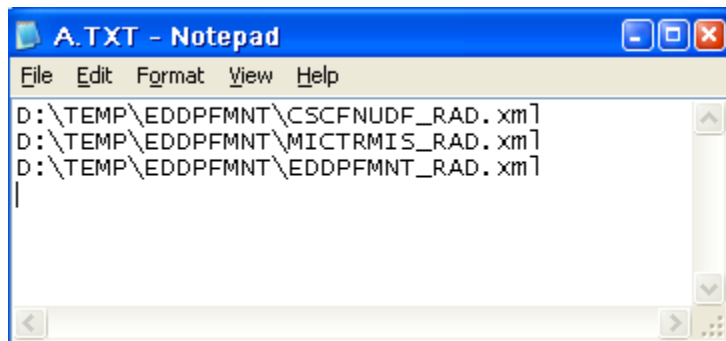 A.TXT - Notepad
File Edit Format View Help
D:\TEMP\EDDPFMNT\CSCFNUDF_RAD.xml
D:\TEMP\EDDPFMNT\MICTRMIS_RAD.xml
D:\TEMP\EDDPFMNT\EDDPFMNT_RAD.xml